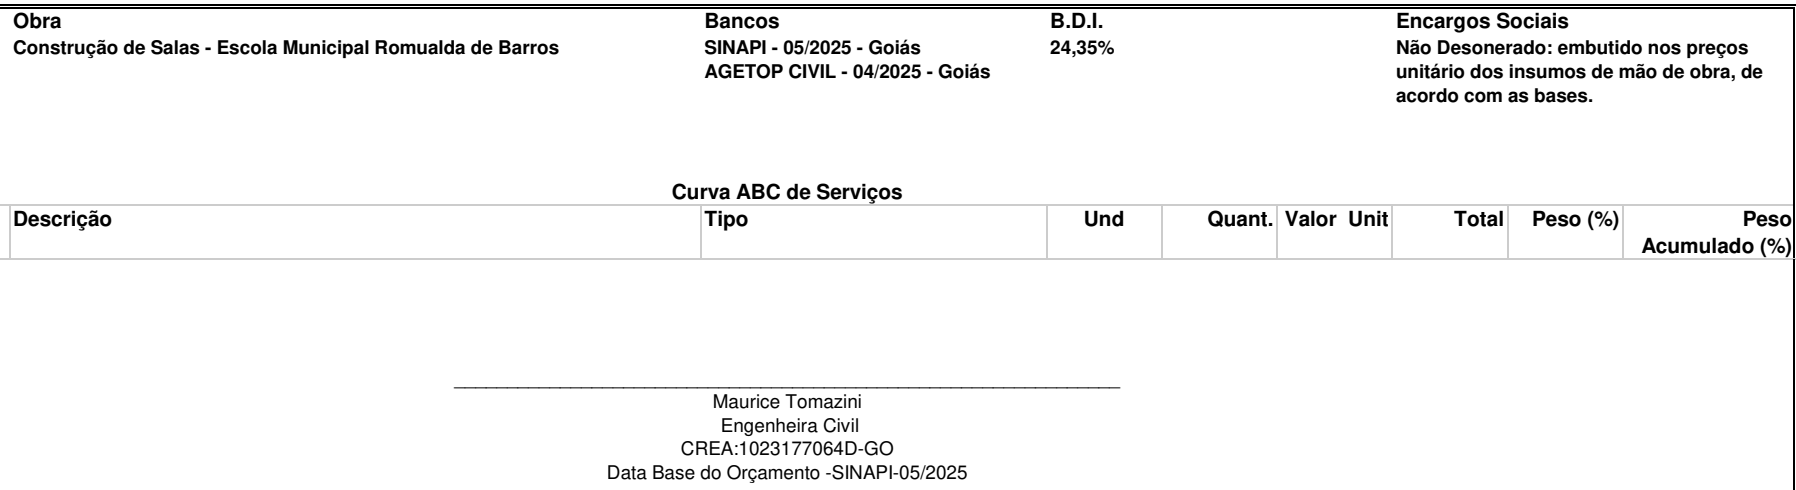 Obra Bancos B.D.I. Encargos Sociais
Construção de Salas - Escola Municipal Romualda de Barros SINAPI - 05/2025 - Goiás 24,35% Não Desonerado: embutido nos preços
AGETOP CIVIL - 04/2025 - Goiás unitário dos insumos de mão de obra, de
acordo com as bases.
Curva ABC de Serviços
Descrição Tipo Und Quant. Valor Unit Total Peso (%) Peso
Acumulado (%)
Maurice Tomazini
Engenheira Civil
CREA:1023177064D-GO
Data Base do Orçamento -SINAPI-05/2025